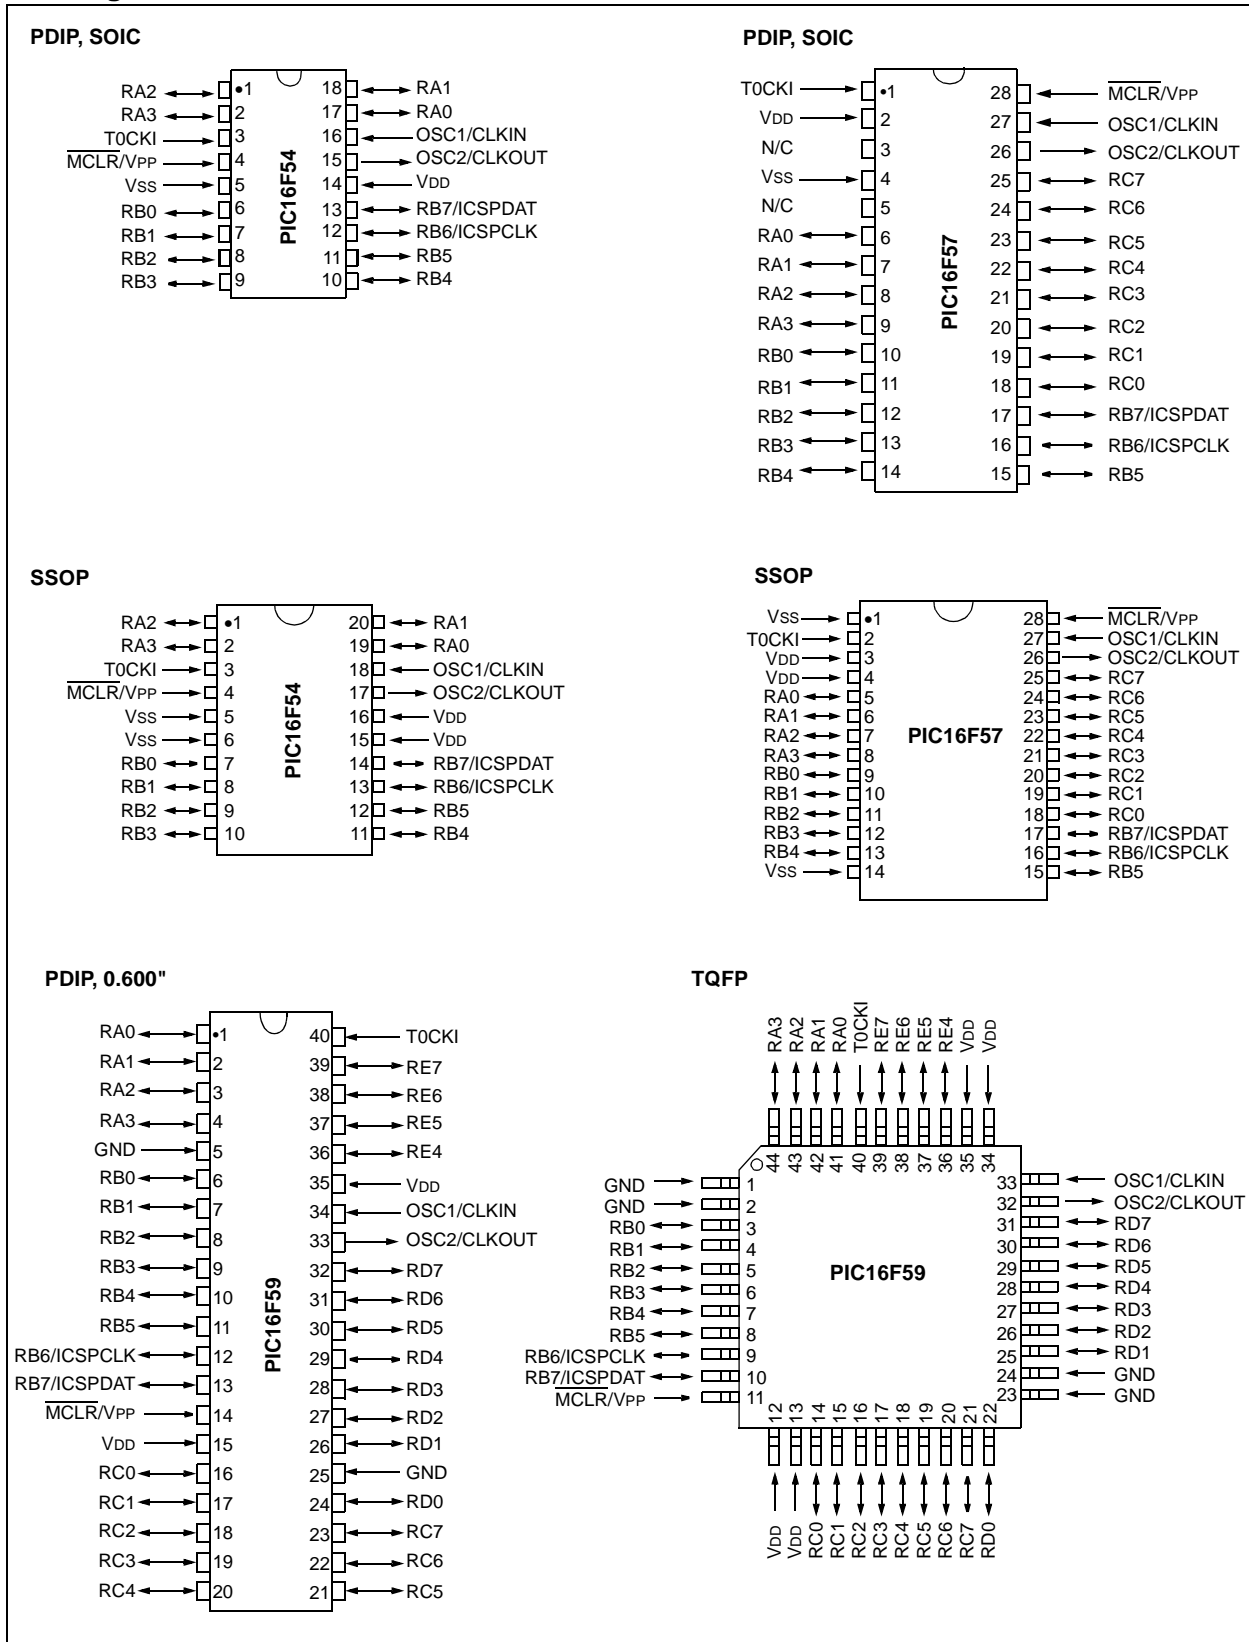 PDIP, SOIC
RA2 1 18 RA1
RA3 2 17 RA0
T0CKI 3 16 OSC1/CLKIN
MCLR/VPP 4 15 OSC2/CLKOUT
VSS 5 14 VDD
RB0 6 13 RB7/ICSPDAT
RB1 7 12 RB6/ICSPCLK
RB2 8 11 RB5
RB3 9 10 RB4
PIC16F54
PDIP, SOIC
T0CKI 1 28 MCLR/VPP
VDD 2 27 OSC1/CLKIN
N/C 3 26 OSC2/CLKOUT
VSS 4 25 RC7
N/C 5 24 RC6
RA0 6 23 RC5
RA1 7 22 RC4
RA2 8 21 RC3
RA3 9 20 RC2
RB0 10 19 RC1
RB1 11 18 RC0
RB2 12 17 RB7/ICSPDAT
RB3 13 16 RB6/ICSPCLK
RB4 14 15 RB5
PIC16F57
SSOP
RA2 1 20 RA1
RA3 2 19 RA0
T0CKI 3 18 OSC1/CLKIN
MCLR/VPP 4 17 OSC2/CLKOUT
VSS 5 16 VDD
VSS 6 15 VDD
RB0 7 14 RB7/ICSPDAT
RB1 8 13 RB6/ICSPCLK
RB2 9 12 RB5
RB3 10 11 RB4
PIC16F54
SSOP
VSS 1 28 MCLR/VPP
T0CKI 2 27 OSC1/CLKIN
VDD 3 26 OSC2/CLKOUT
VDD 4 25 RC7
RA0 5 24 RC6
RA1 6 23 RC5
RA2 7 22 RC4
RA3 8 21 RC3
RB0 9 20 RC2
RB1 10 19 RC1
RB2 11 18 RC0
RB3 12 17 RB7/ICSPDAT
RB4 13 16 RB6/ICSPCLK
VSS 14 15 RB5
PIC16F57
PDIP, 0.600"
RA0 1 40 T0CKI
RA1 2 39 RE7
RA2 3 38 RE6
RA3 4 37 RE5
GND 5 36 RE4
RB0 6 35 VDD
RB1 7 34 OSC1/CLKIN
RB2 8 33 OSC2/CLKOUT
RB3 9 32 RD7
RB4 10 31 RD6
RB5 11 30 RD5
RB6/ICSPCLK 12 29 RD4
RB7/ICSPDAT 13 28 RD3
MCLR/VPP 14 27 RD2
VDD 15 26 RD1
RC0 16 25 GND
RC1 17 24 RD0
RC2 18 23 RC7
RC3 19 22 RC6
RC4 20 21 RC5
PIC16F59
TQFP
RA3 RA2 RA1 RA0 T0CKI RE7 RE6 RE5 RE4 VDD VDD
44 43 42 41 40 39 38 37 36 35 34
GND 1 33 OSC1/CLKIN
GND 2 32 OSC2/CLKOUT
RB0 3 31 RD7
RB1 4 30 RD6
RB2 5 29 RD5
RB3 6 28 RD4
RB4 7 27 RD3
RB5 8 26 RD2
RB6/ICSPCLK 9 25 RD1
RB7/ICSPDAT 10 24 GND
MCLR/VPP 11 23 GND
PIC16F59
12 13 14 15 16 17 18 19 20 21 22
VDD VDD RC0 RC1 RC2 RC3 RC4 RC5 RC6 RC7 RD0